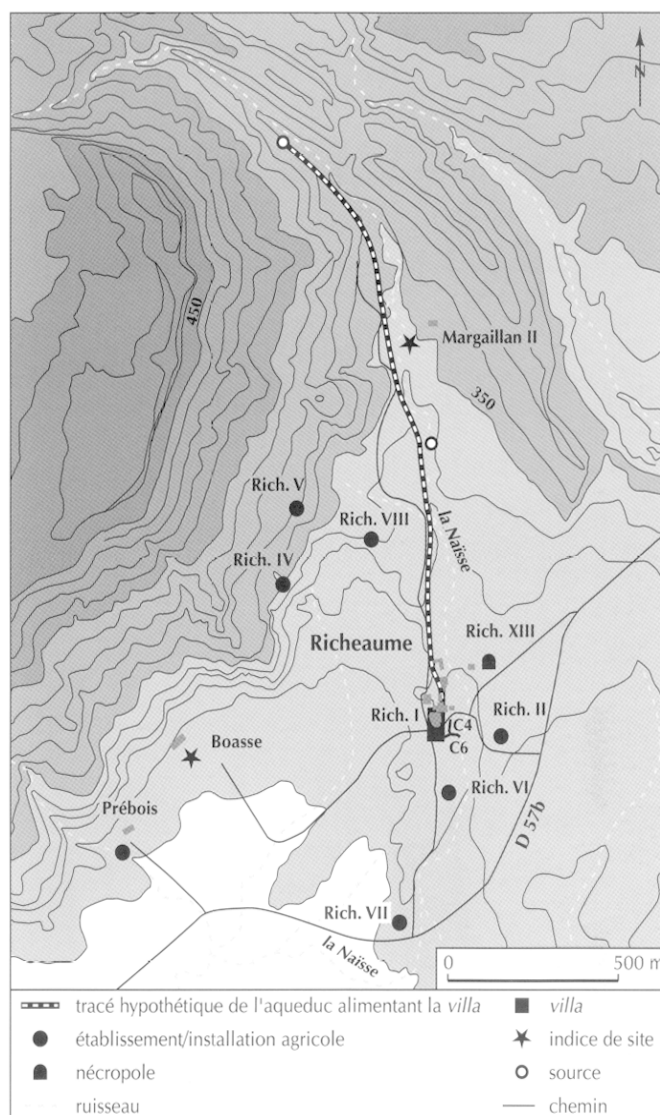 N
450
Margaillan II
350
Rich. V
Rich. VIII
Rich. IV
la Naïsse
Richeaume
Rich. XIII
Rich. I
C4
Rich. II
C6
Boasse
Rich. VI
Prébois
D 57b
Rich. VII
la Naïsse
0 500 m
tracé hypothétique de l'aqueduc alimentant la villa
villa
établissement/installation agricole
indice de site
nécropole
source
ruisseau
chemin